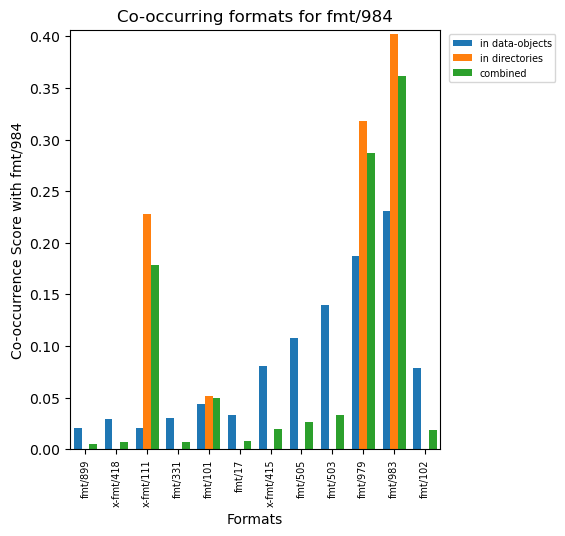 Co-occurring formats for fmt/984
in data-objects
in directories
combined
Co-occurrence Score with fmt/984
0.40
0.35
0.30
0.25
0.20
0.15
0.10
0.05
0.00
fmt/899
x-fmt/418
x-fmt/111
fmt/331
fmt/101
fmt/17
x-fmt/415
fmt/505
fmt/503
fmt/979
fmt/983
fmt/102
Formats